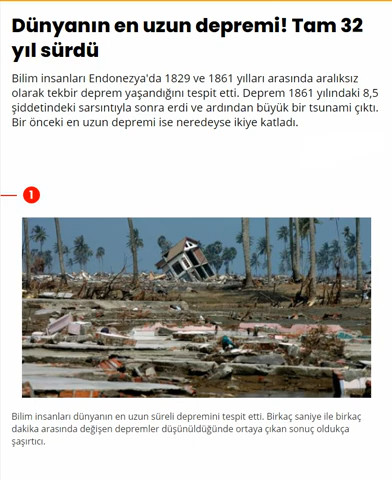 Dünyanın en uzun depremi! Tam 32
yıl sürdü
Bilim insanları Endonezya'da 1829 ve 1861 yılları arasında aralıksız
olarak tekbir deprem yaşandığını tespit etti. Deprem 1861 yılındaki 8,5
şiddetindeki sarsıntıyla sonra erdi ve ardından büyük bir tsunami çıktı.
Bir önceki en uzun depremi ise neredeyse ikiye katladı.
1
Bilim insanları dünyanın en uzun süreli depremini tespit etti. Birkaç saniye ile birkaç
dakika arasında değişen depremler düşünüldüğünde ortaya çıkan sonuç oldukça
şaşırtıcı.